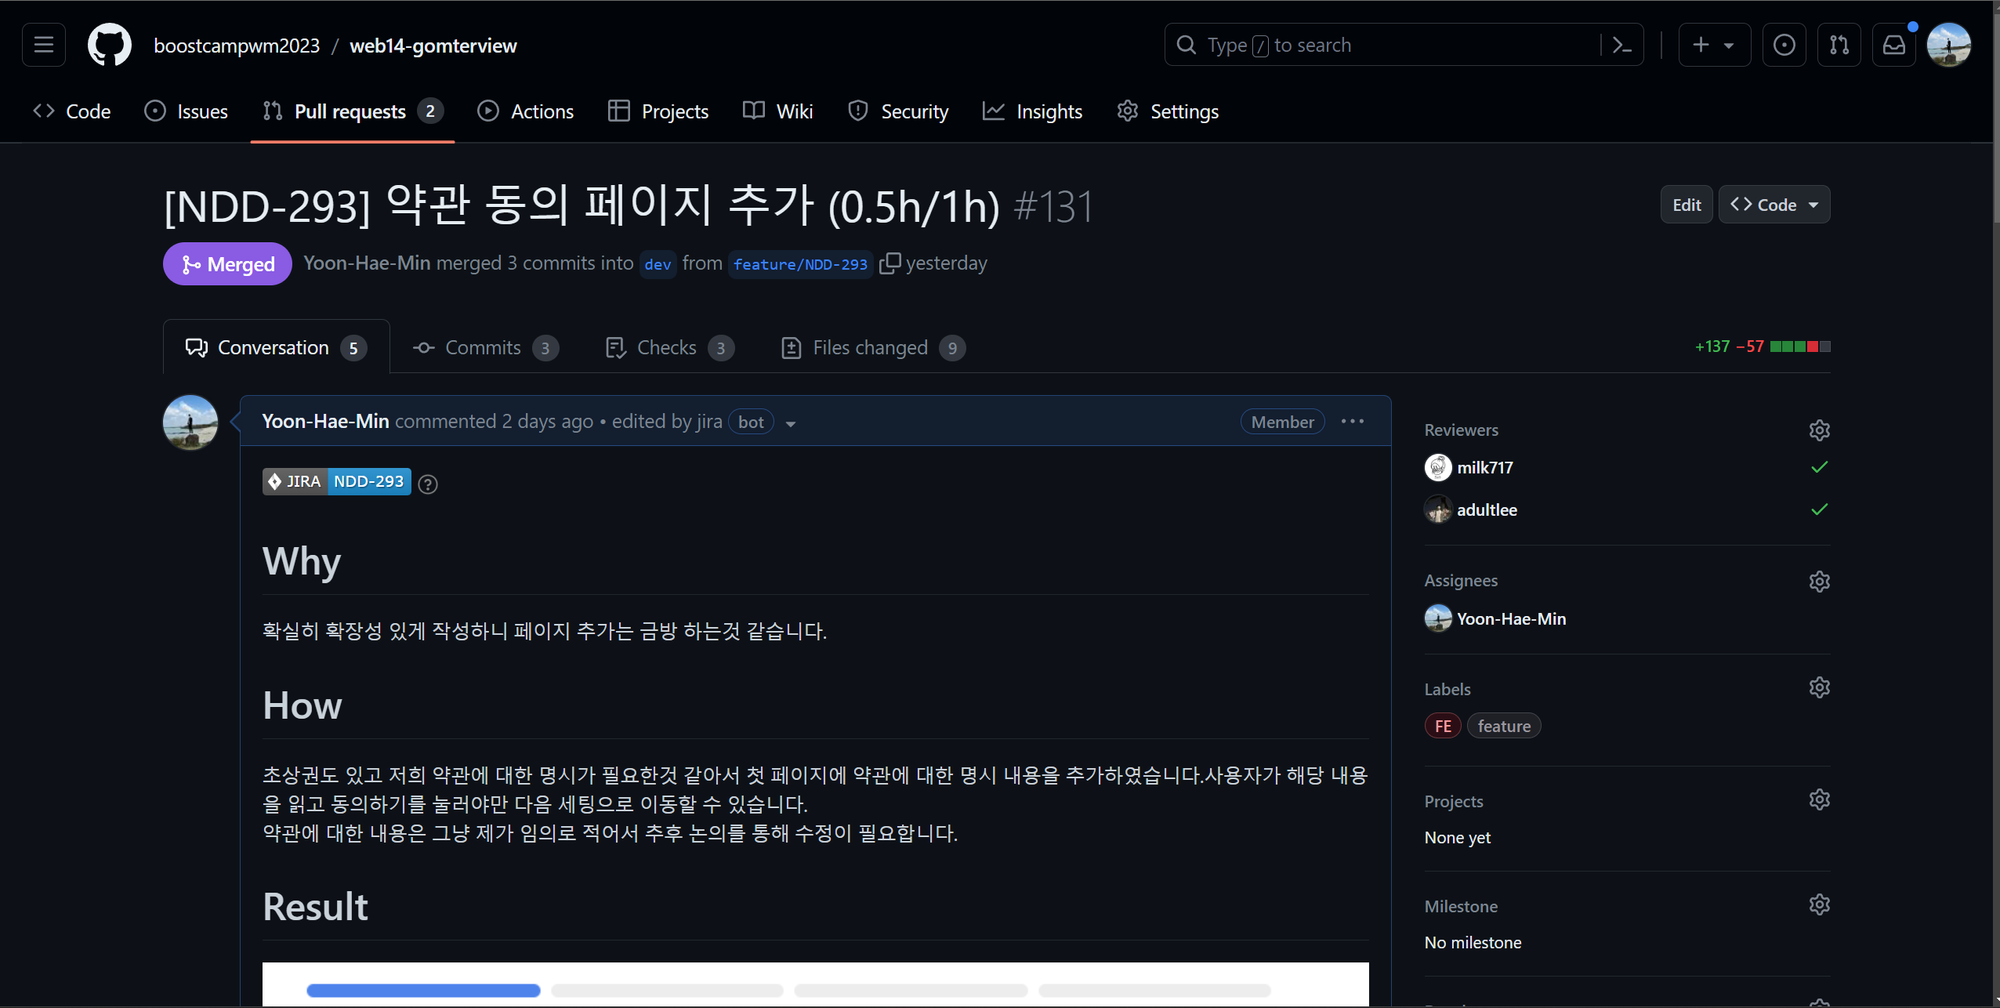 boostcampwm2023 / web14-gomterview
Type / to search
Code Issues Pull requests 2 Actions Projects Wiki Security Insights Settings
[NDD-293] 약관 동의 페이지 추가 (0.5h/1h) #131
Edit
Code
Merged Yoon-Hae-Min merged 3 commits into dev from feature/NDD-293 yesterday
Conversation 5 Commits 3 Checks 3 Files changed 9
+137 −57
Yoon-Hae-Min commented 2 days ago • edited by jira bot
Member
JIRA NDD-293
Why
확실히 확장성 있게 작성하니 페이지 추가는 금방 하는것 같습니다.
How
초상권도 있고 저희 약관에 대한 명시가 필요한것 같아서 첫 페이지에 약관에 대한 명시 내용을 추가하였습니다.사용자가 해당 내용
을 읽고 동의하기를 눌러야만 다음 세팅으로 이동할 수 있습니다.
약관에 대한 내용은 그냥 제가 임의로 적어서 추후 논의를 통해 수정이 필요합니다.
Result
Reviewers
milk717
adultlee
Assignees
Yoon-Hae-Min
Labels
FE feature
Projects
None yet
Milestone
No milestone